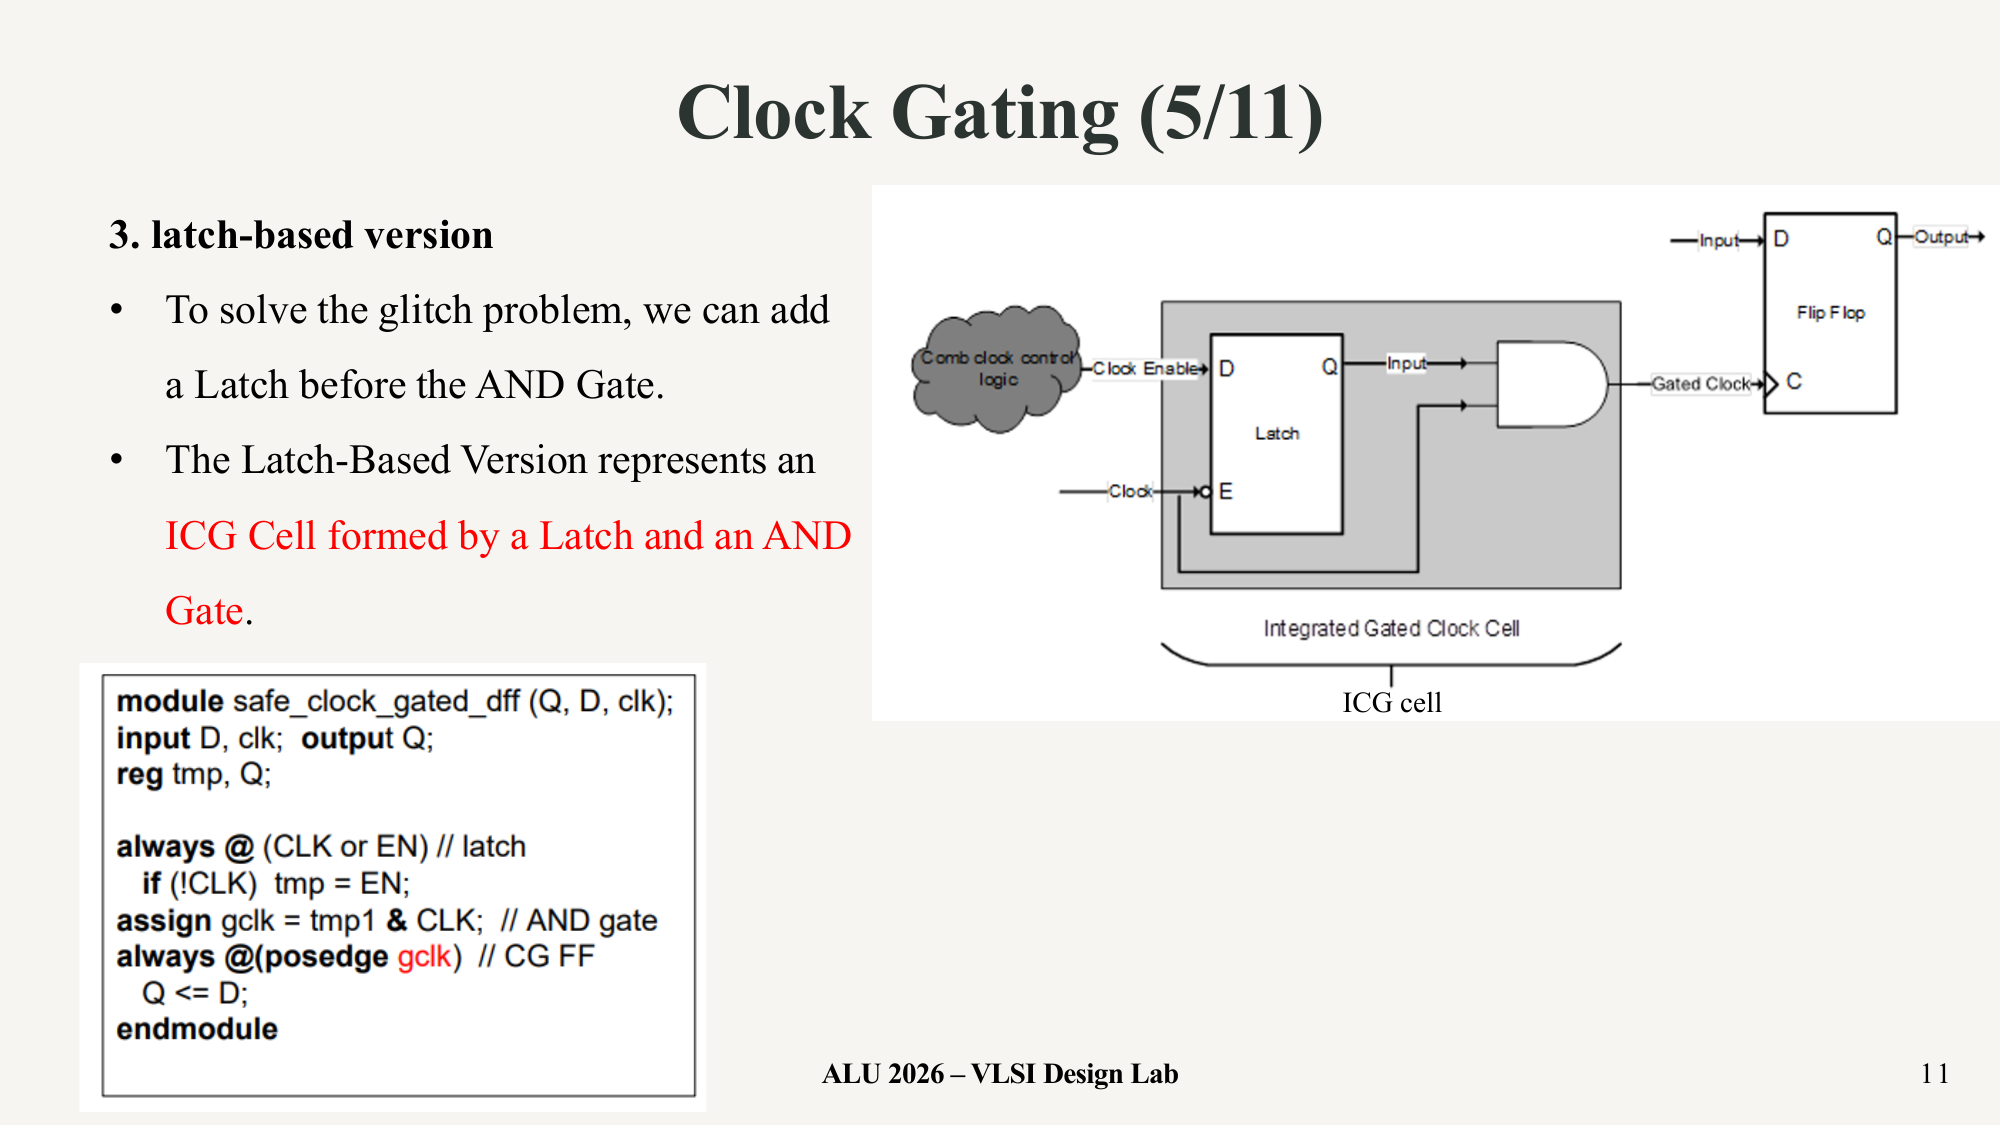 Clock Gating (5/11)
3. latch-based version
• To solve the glitch problem, we can add
a Latch before the AND Gate.
• The Latch-Based Version represents an
ICG Cell formed by a Latch and an AND
Gate.
Input
D
Q
Output
Flip Flop
Comb clock control
logic
Clock Enable
D
Q
Input
Gated Clock
C
Latch
Clock
E
Integrated Gated Clock Cell
ICG cell
module safe_clock_gated_dff (Q, D, clk);
input D, clk; output Q;
reg tmp, Q;
always @ (CLK or EN) // latch
if (!CLK) tmp = EN;
assign gclk = tmp1 & CLK; // AND gate
always @(posedge gclk) // CG FF
Q <= D;
endmodule
ALU 2026 – VLSI Design Lab
11